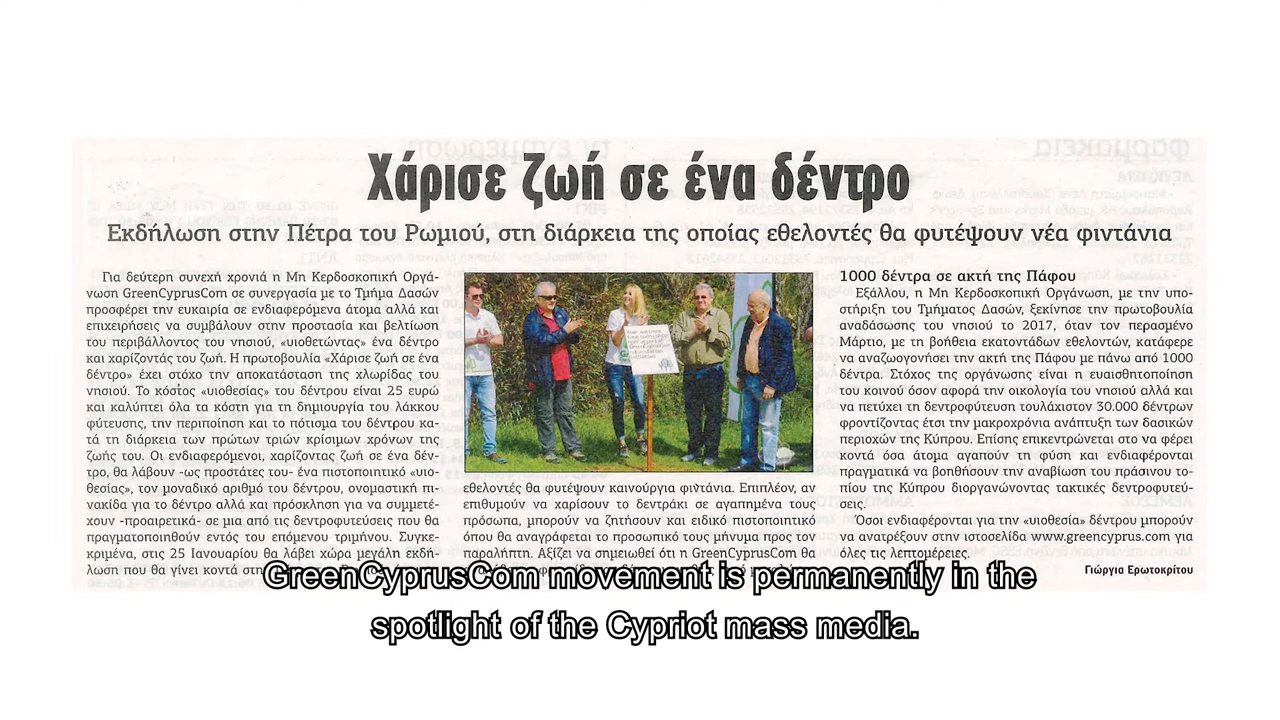 Χάρισε ζωή σε ένα δέντρο
Εκδήλωση στην Πέτρα του Ρωμιού, στη διάρκεια της οποίας εθελοντές θα φυτέψουν νέα φιντάνια
Για δεύτερη συνεχή χρονιά η Μη Κερδοσκοπική Οργά-
νωση GreenCyprusCom σε συνεργασία με το Τμήμα Δασών
προσφέρει την ευκαιρία σε ενδιαφερόμενα άτομα αλλά και
επιχειρήσεις να συμβάλουν στην προστασία και βελτίωση
του περιβάλλοντος του νησιού, «υιοθετώντας» ένα δέντρο
και χαρίζοντάς του ζωή. Η πρωτοβουλία «Χάρισε ζωή σε ένα
δέντρο» έχει στόχο την αποκατάσταση της χλωρίδας του
νησιού. Το κόστος «υιοθεσίας» του δέντρου είναι 25 ευρώ
και καλύπτει όλα τα κόστη για τη δημιουργία του λάκκου
φύτευσης, την περιποίηση και το πότισμα του δέντρου κα-
τά τη διάρκεια των πρώτων τριών κρίσιμων χρόνων της
ζωής του. Οι ενδιαφερόμενοι, χαρίζοντας ζωή σε ένα δέν-
τρο, θα λάβουν -ως προστάτες του- ένα πιστοποιητικό «υιο-
θεσίας», τον μοναδικό αριθμό του δέντρου, ονομαστική πι-
νακίδα για το δέντρο αλλά και πρόσκληση για να συμμετέ-
χουν -προαιρετικά- σε μια από τις δεντροφυτεύσεις που θα
πραγματοποιηθούν εντός του επόμενου τριμήνου. Συγκε-
κριμένα, στις 25 Ιανουαρίου θα λάβει χώρα μεγάλη εκδή-
λωση που θα γίνει κοντά στην
εθελοντές θα φυτέψουν καινούργια φιντάνια. Επιπλέον, αν
επιθυμούν να χαρίσουν το δεντράκι σε αγαπημένα τους
πρόσωπα, μπορούν να ζητήσουν και ειδικό πιστοποιητικό
όπου θα αναγράφεται το προσωπικό τους μήνυμα προς τον
παραλήπτη. Αξίζει να σημειωθεί ότι η GreenCyprusCom θα
1000 δέντρα σε ακτή της Πάφου
Εξάλλου, η Μη Κερδοσκοπική Οργάνωση, με την υπο-
στήριξη του Τμήματος Δασών, ξεκίνησε την πρωτοβουλία
αναδάσωσης του νησιού το 2017, όταν τον περασμένο
Μάρτιο, με τη βοήθεια εκατοντάδων εθελοντών, κατάφερε
να αναζωογονήσει την ακτή της Πάφου με πάνω από 1000
δέντρα. Στόχος της οργάνωσης είναι η ευαισθητοποίηση
του κοινού όσον αφορά την οικολογία του νησιού αλλά και
να πετύχει τη δεντροφύτευση τουλάχιστον 30.000 δέντρων
φροντίζοντας έτσι την μακροχρόνια ανάπτυξη των δασικών
περιοχών της Κύπρου. Επίσης επικεντρώνεται στο να φέρει
κοντά όσα άτομα αγαπούν τη φύση και ενδιαφέρονται
πραγματικά να βοηθήσουν την αναβίωση του πράσινου το-
πίου της Κύπρου διοργανώνοντας τακτικές δεντροφυτεύ-
σεις.
Όσοι ενδιαφέρονται για την «υιοθεσία» δέντρου μπορούν
να ανατρέξουν στην ιστοσελίδα www.greencyprus.com για
όλες τις λεπτομέρειες.
Γιώργια Ερωτοκρίτου
GreenCyprusCom movement is permanently in the
spotlight of the Cypriot mass media.